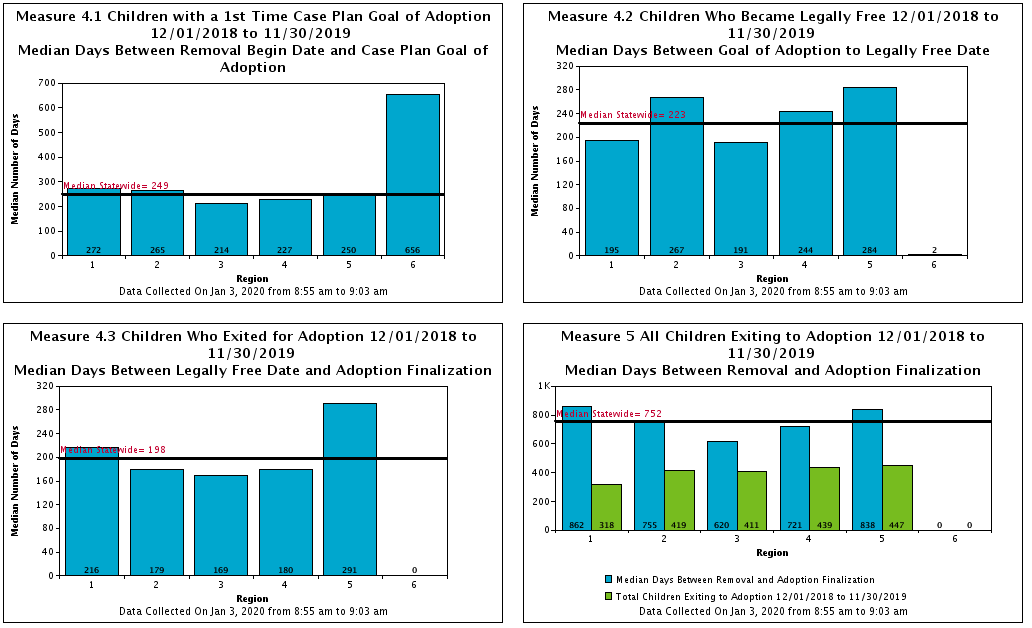 Measure 4.1 Children with a 1st Time Case Plan Goal of Adoption
12/01/2018 to 11/30/2019
Median Days Between Removal Begin Date and Case Plan Goal of
Adoption
Median Number of Days
700
600
500
400
300
200
100
0
Median Statewide= 249
272 265 214 227 250 656
1 2 3 4 5 6
Region
Data Collected On Jan 3, 2020 from 8:55 am to 9:03 am
Measure 4.2 Children Who Became Legally Free 12/01/2018 to
11/30/2019
Median Days Between Goal of Adoption to Legally Free Date
Median Number of Days
320
280
240
200
160
120
80
40
0
Median Statewide= 223
195 267 191 244 284 2
1 2 3 4 5 6
Region
Data Collected On Jan 3, 2020 from 8:55 am to 9:03 am
Measure 4.3 Children Who Exited for Adoption 12/01/2018 to
11/30/2019
Median Days Between Legally Free Date and Adoption Finalization
Median Number of Days
320
280
240
200
160
120
80
40
0
Median Statewide= 198
216 179 169 180 291 0
1 2 3 4 5 6
Region
Data Collected On Jan 3, 2020 from 8:55 am to 9:03 am
Measure 5 All Children Exiting to Adoption 12/01/2018 to
11/30/2019
Median Days Between Removal and Adoption Finalization
1K
800
600
400
200
0
Median Statewide= 752
862 318 755 419 620 411 721 439 838 447 0 0
1 2 3 4 5 6
Region
Median Days Between Removal and Adoption Finalization
Total Children Exiting to Adoption 12/01/2018 to 11/30/2019
Data Collected On Jan 3, 2020 from 8:55 am to 9:03 am